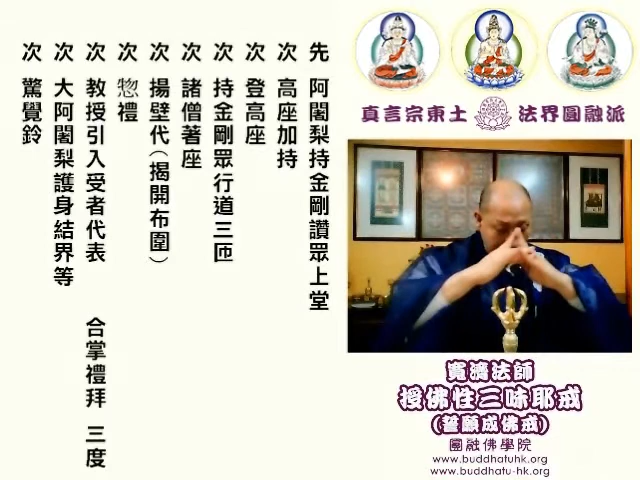 先 阿闍梨持金剛讚眾上堂
次 高座加持
次 登高座
次 持金剛眾行道三匝
次 諸僧著座
次 揚壁代(揭開布圍)
次 惣禮
次 教授引入受者代表 合掌禮拜 三度
次 大阿闍梨護身結界等
次 驚覺鈴
真言宗東土 法界圓融派
寬濟法師
授佛性三昧耶戒
(誓願成佛戒)
圓融佛學院
www.buddhatuhk.org
www.buddhatu-hk.org